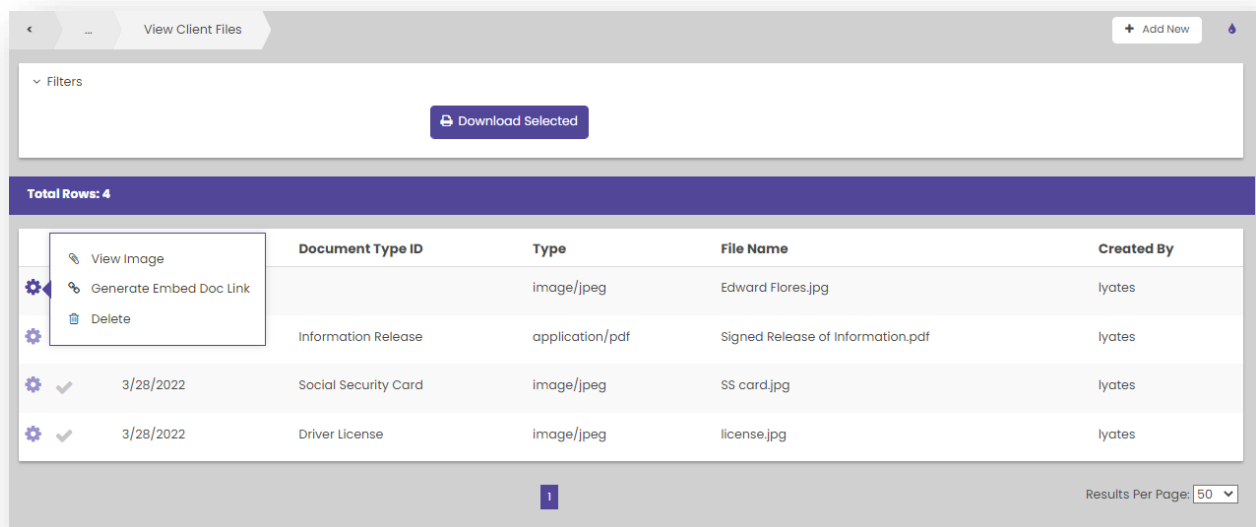 ... View Client Files + Add New
Filters
Download Selected
Total Rows: 4
Document Type ID Type File Name Created By
View Image
Generate Embed Doc Link image/jpeg Edward Flores.jpg lyates
Delete
Information Release application/pdf Signed Release of Information.pdf lyates
3/28/2022 Social Security Card image/jpeg SS card.jpg lyates
3/28/2022 Driver License image/jpeg license.jpg lyates
1 Results Per Page: 50